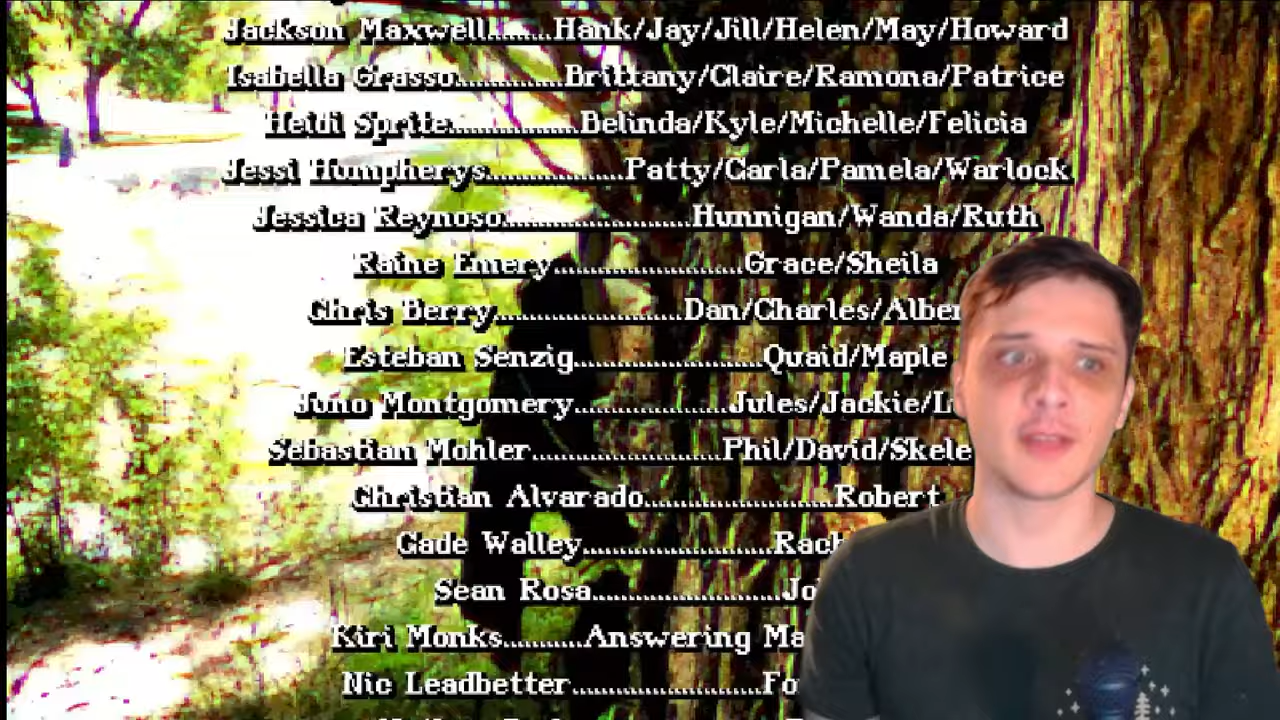 Jackson Maxwell.........Hank/Jay/Jill/Helen/May/Howard
Isabella Grasso...............Brittany/Claire/Ramona/Patrice
Heidi Sprite..................Belinda/Kyle/Michelle/Felicia
Jessi Humpherys...................Patty/Carla/Pamela/Warlock
Jessica Reynoso..........................Hunnigan/Wanda/Ruth
Raine Emery..........................Grace/Sheila
Chris Berry..........................Dan/Charles/
Esteban Senzig..........................Quaid/Maple
Juno Montgomery.....................Jules/Jackie/
Sebastian Mohler..........................Phil/David/
Christian Alvarado..........................Robert
Gade Walley..........................
Sean Rosa..........................
Kiri Monks...........Answering
Nic Leadbetter..........................